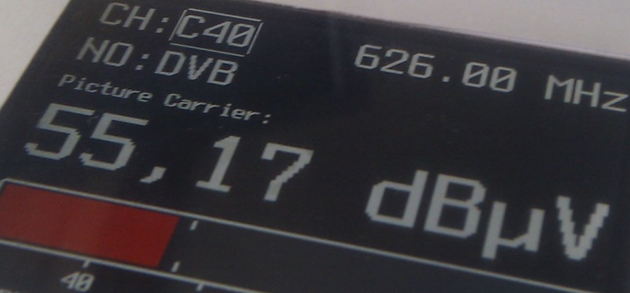 CH:C40 626.00 MHz
NO:DVB
Picture Carrier:
55,17 dBµV
40